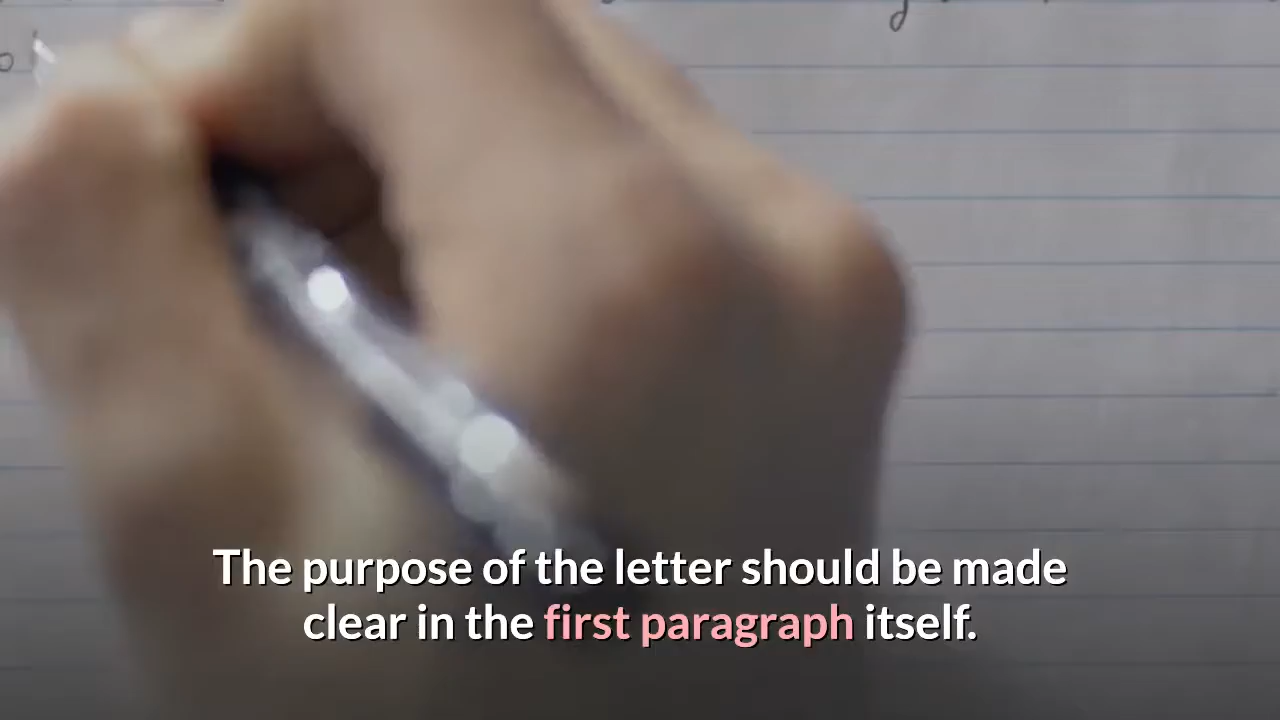 The purpose of the letter should be made
clear in the first paragraph itself.